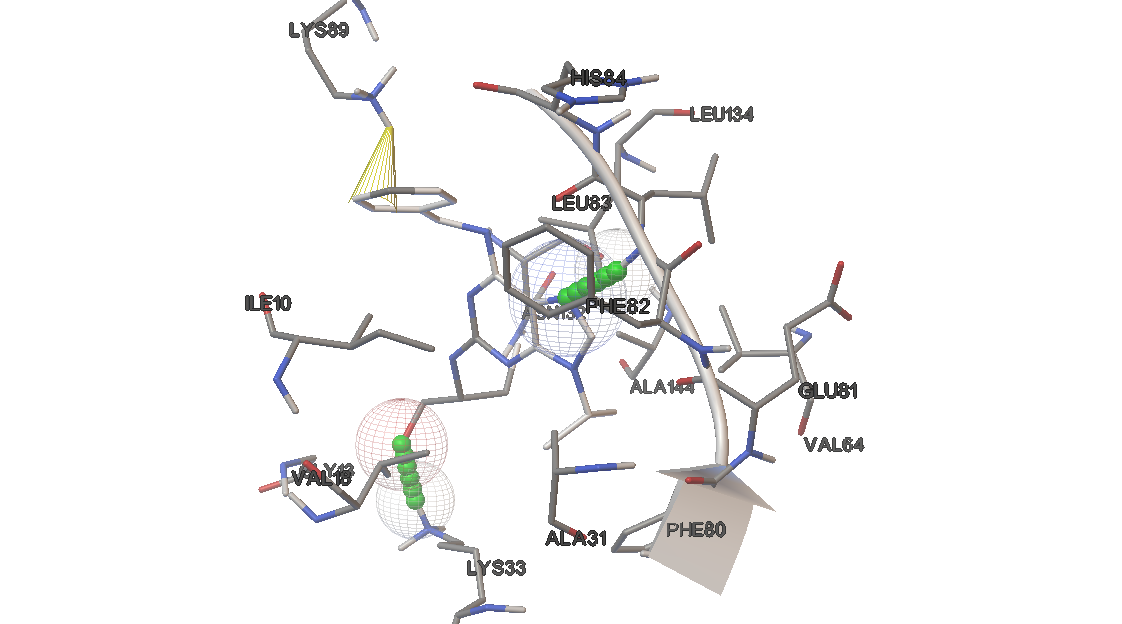 LYS89
HIS84
LEU134
LEU83
ILE10
PHE82
ALA144
GLU81
VAL64
VAL18
PHE80
ALA31
LYS33